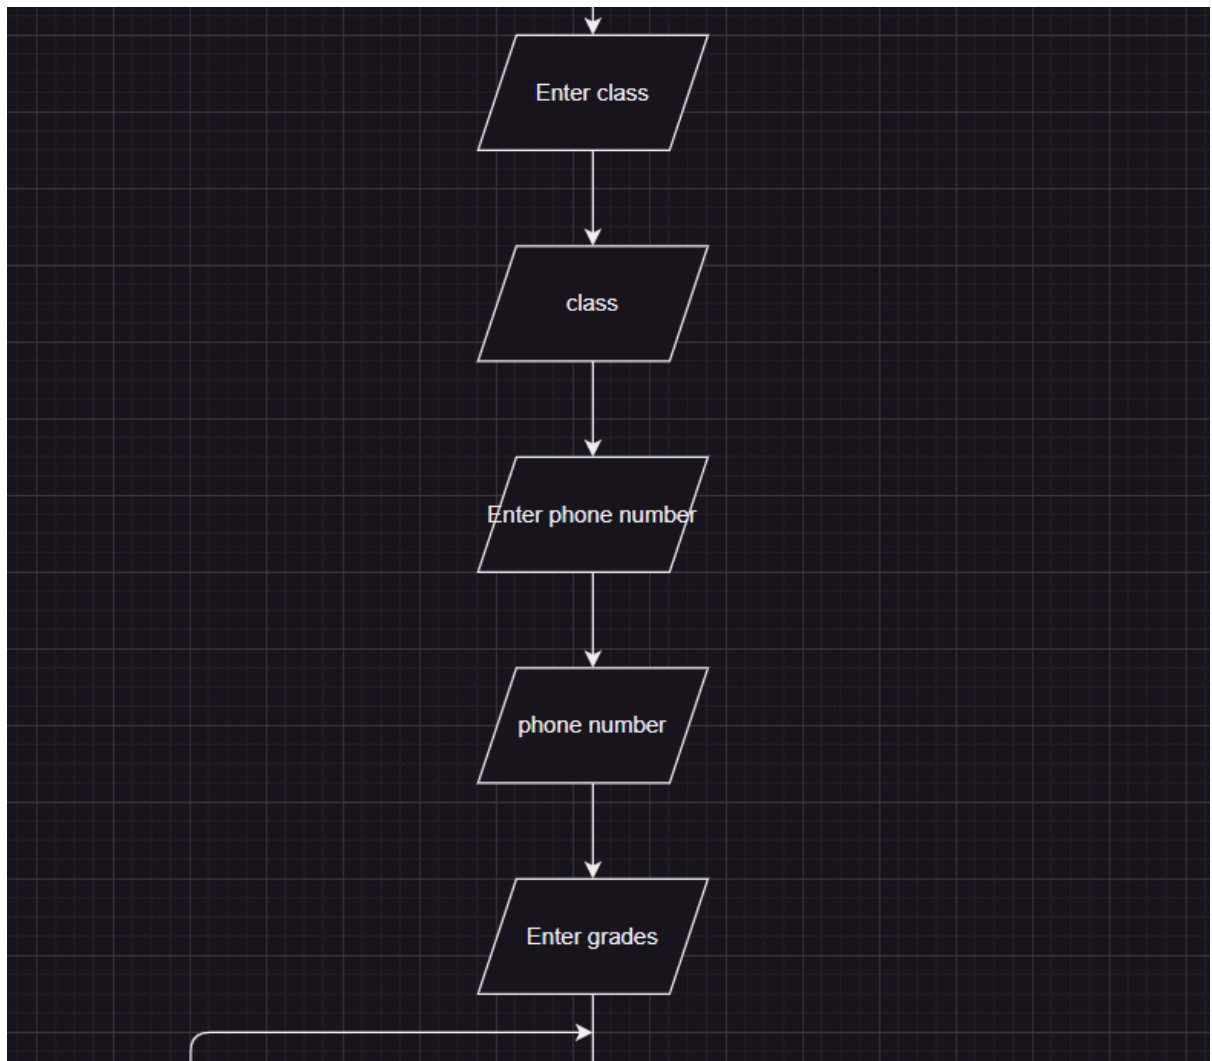 Enter class
class
Enter phone number
phone number
Enter grades